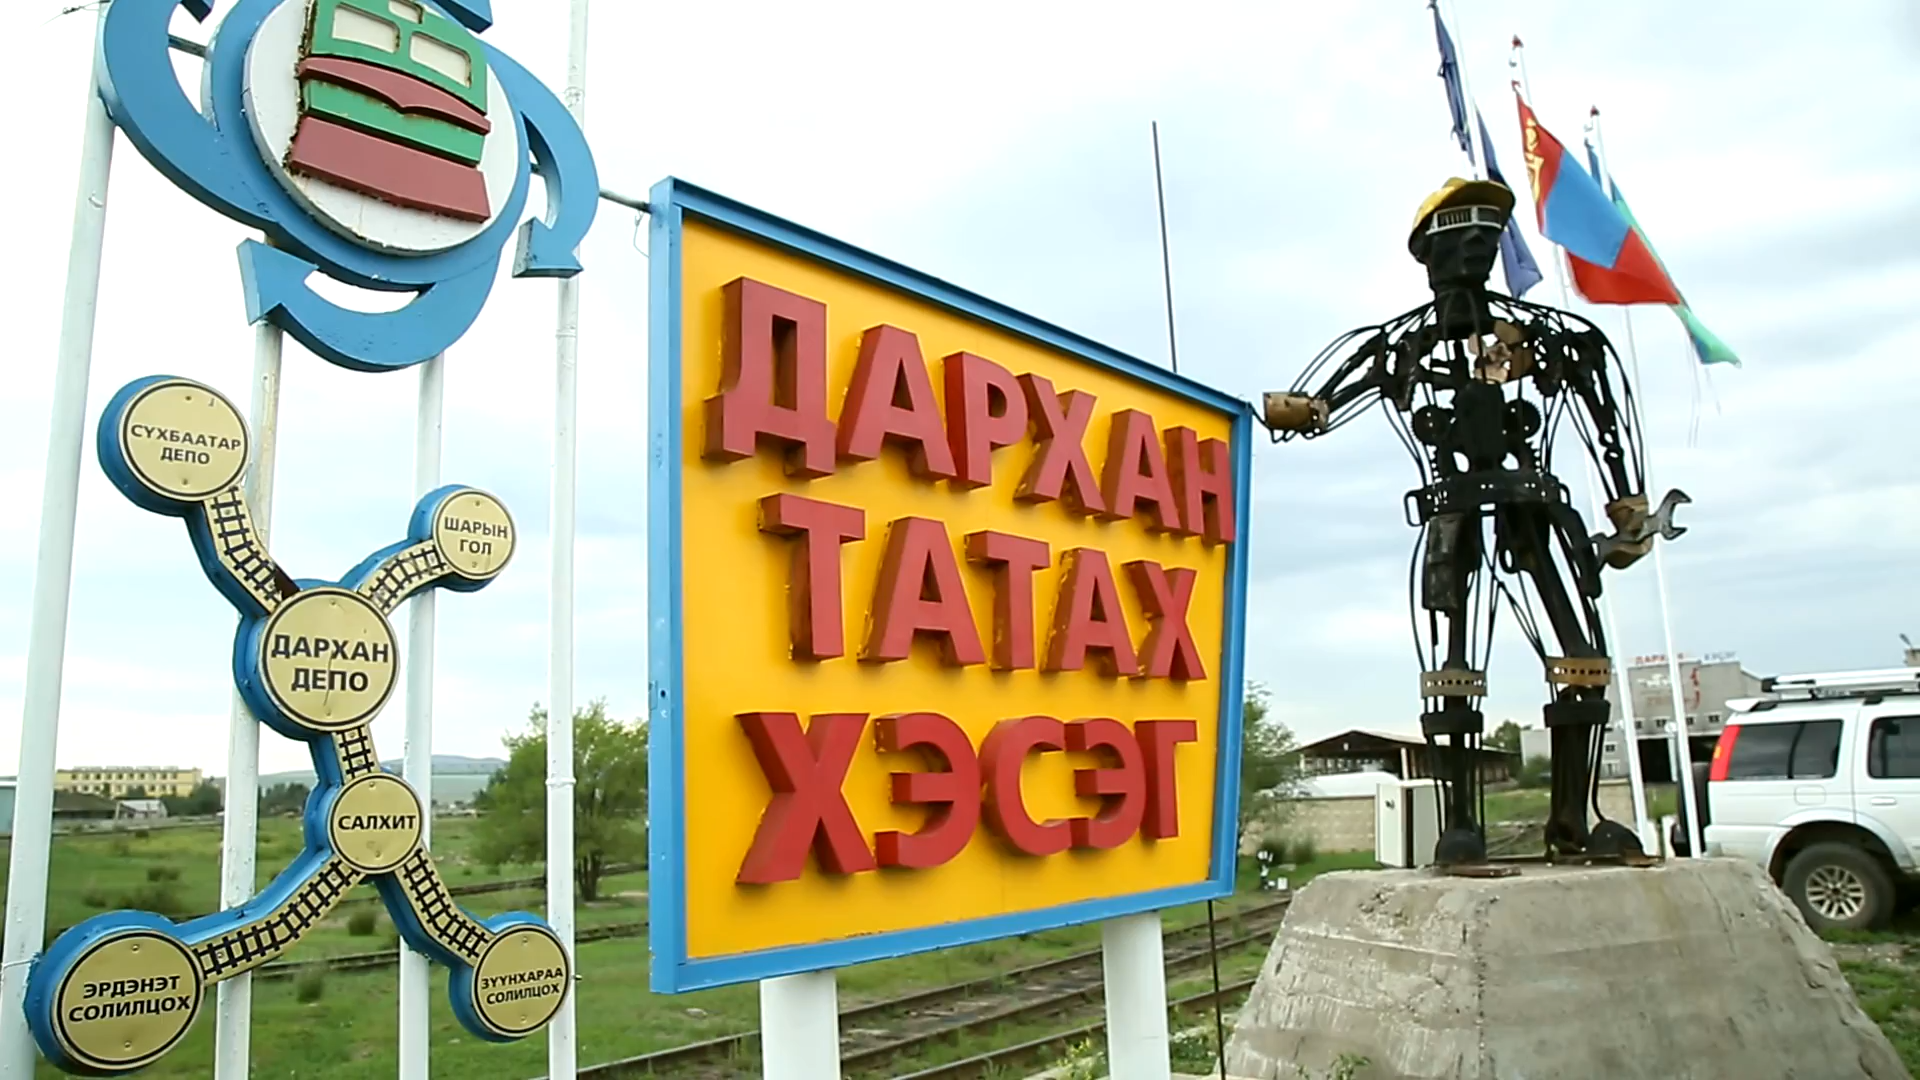 СҮХБААТАР
ДЕПО
ШАРЫН
ГОЛ
ДАРХАН
ДЕПО
САЛХИТ
ЭРДЭНЭТ
СОЛИЛЦОХ
ЗҮҮНХАРАА
СОЛИЛЦОХ
ДАРХАН
ТАТАХ
ХЭСЭГ